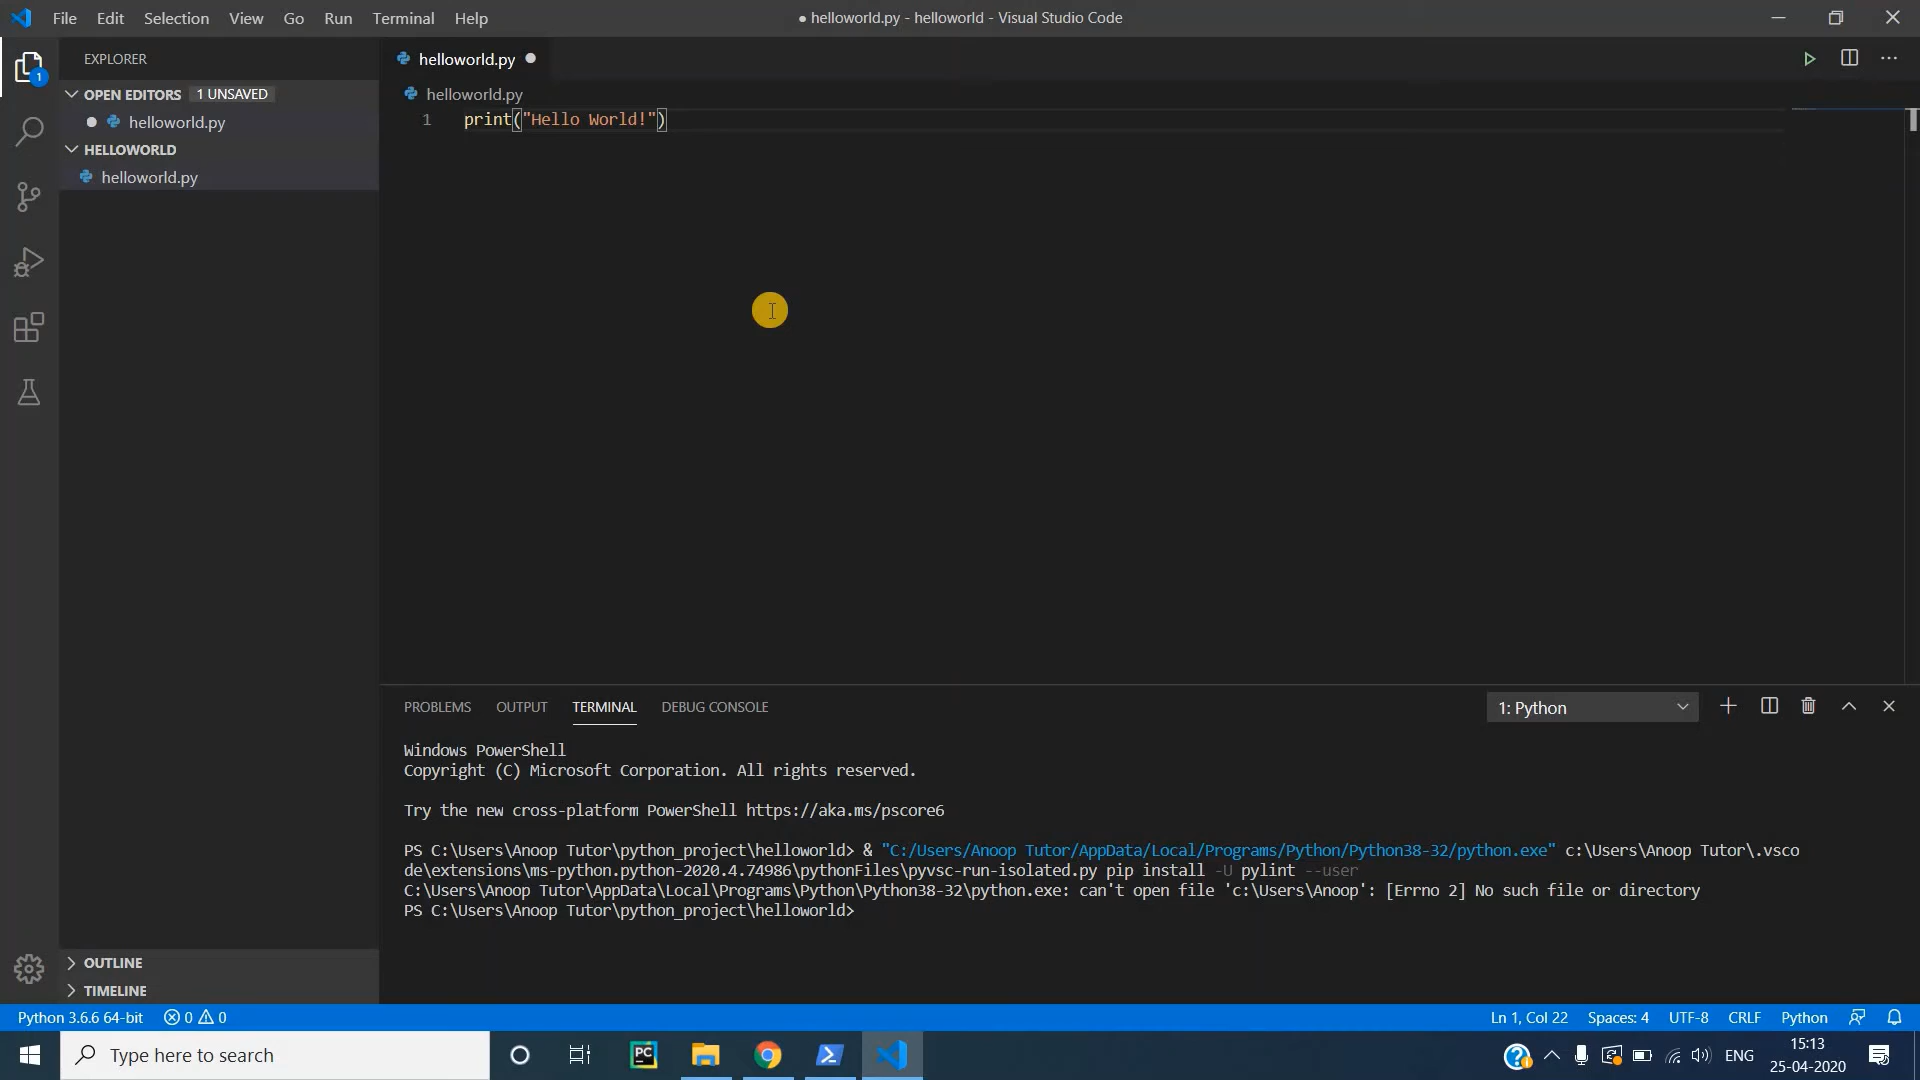 File Edit Selection View Go Run Terminal Help
● helloworld.py - helloworld - Visual Studio Code
1
EXPLORER
OPEN EDITORS 1 UNSAVED
helloworld.py
HELLOWORLD
helloworld.py
OUTLINE
TIMELINE
helloworld.py
helloworld.py
1 print("Hello World!")
PROBLEMS OUTPUT TERMINAL DEBUG CONSOLE
1: Python
Windows PowerShell
Copyright (C) Microsoft Corporation. All rights reserved.
Try the new cross-platform PowerShell https://aka.ms/pscore6
PS C:\Users\Anoop Tutor\python_project\helloworld> & "C:/Users/Anoop Tutor/AppData/Local/Programs/Python/Python38-32/python.exe" c:\Users\Anoop Tutor\.vsco
de\extensions\ms-python.python-2020.4.74986\pythonFiles\pyvsc-run-isolated.py pip install -U pylint --user
C:\Users\Anoop Tutor\AppData\Local\Programs\Python\Python38-32\python.exe: can't open file 'c:\Users\Anoop': [Errno 2] No such file or directory
PS C:\Users\Anoop Tutor\python_project\helloworld>
Python 3.6.6 64-bit 0 0
Ln 1, Col 22 Spaces: 4 UTF-8 CRLF Python
Type here to search
PC
ENG
15:13
25-04-2020